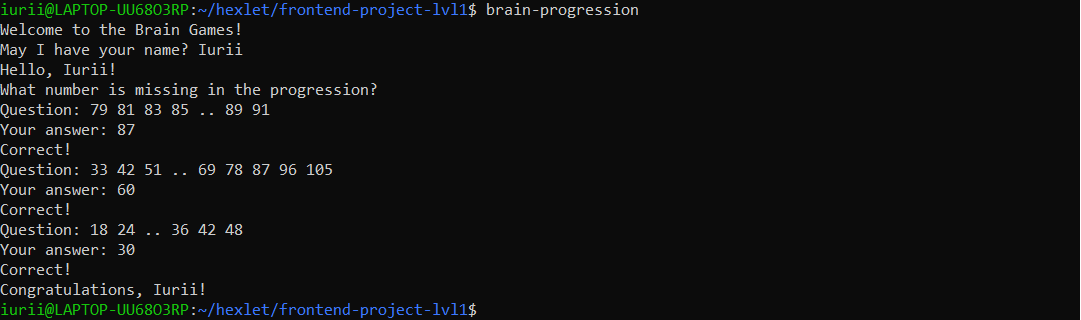 iurii@LAPTOP-UU68O3RP:~/hexlet/frontend-project-lvl1$ brain-progression
Welcome to the Brain Games!
May I have your name? Iurii
Hello, Iurii!
What number is missing in the progression?
Question: 79 81 83 85 .. 89 91
Your answer: 87
Correct!
Question: 33 42 51 .. 69 78 87 96 105
Your answer: 60
Correct!
Question: 18 24 .. 36 42 48
Your answer: 30
Correct!
Congratulations, Iurii!
iurii@LAPTOP-UU68O3RP:~/hexlet/frontend-project-lvl1$